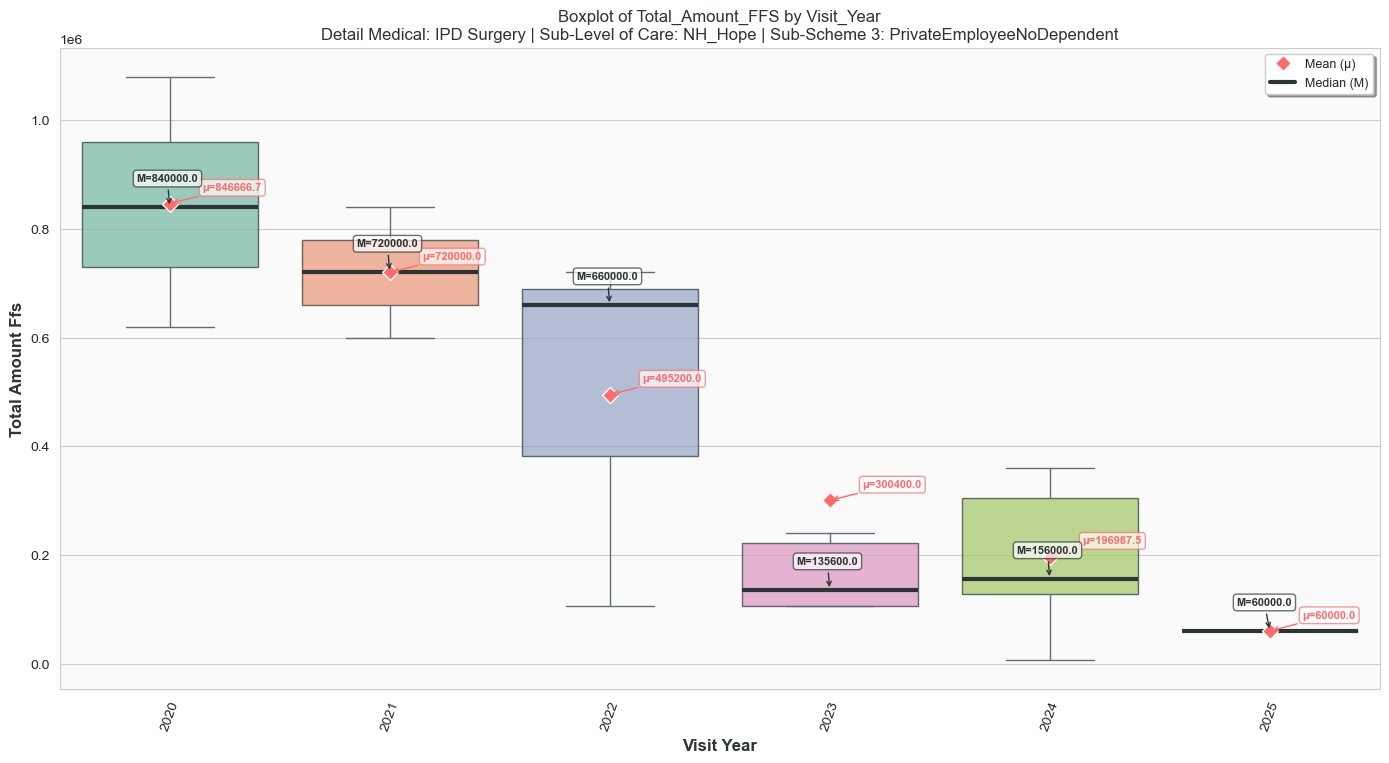 Boxplot of Total_Amount_FFS by Visit_Year
Detail Medical: IPD Surgery | Sub-Level of Care: NH_Hope | Sub-Scheme 3: PrivateEmployeeNoDependent
1e6
Mean (μ)
Median (M)
1.0
0.8
0.6
0.4
0.2
0.0
Total Amount Ffs
M=840000.0
μ=846666.7
M=720000.0
μ=720000.0
M=660000.0
μ=495200.0
μ=300400.0
M=135600.0
μ=196987.5
M=156000.0
M=60000.0
μ=60000.0
2020
2021
2022
2023
2024
2025
Visit Year